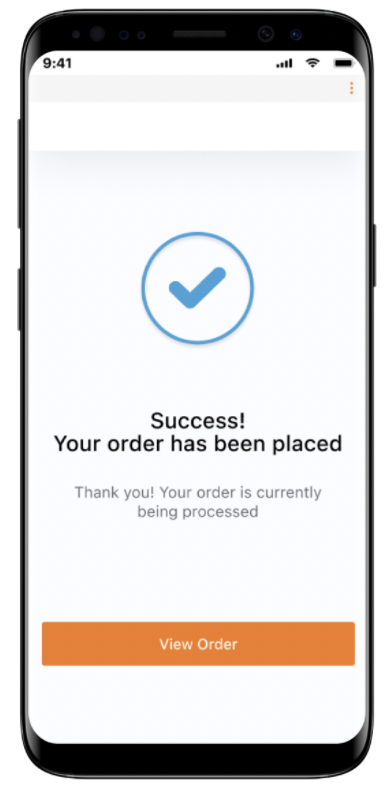 9:41
Success!
Your order has been placed
Thank you! Your order is currently
being processed
View Order